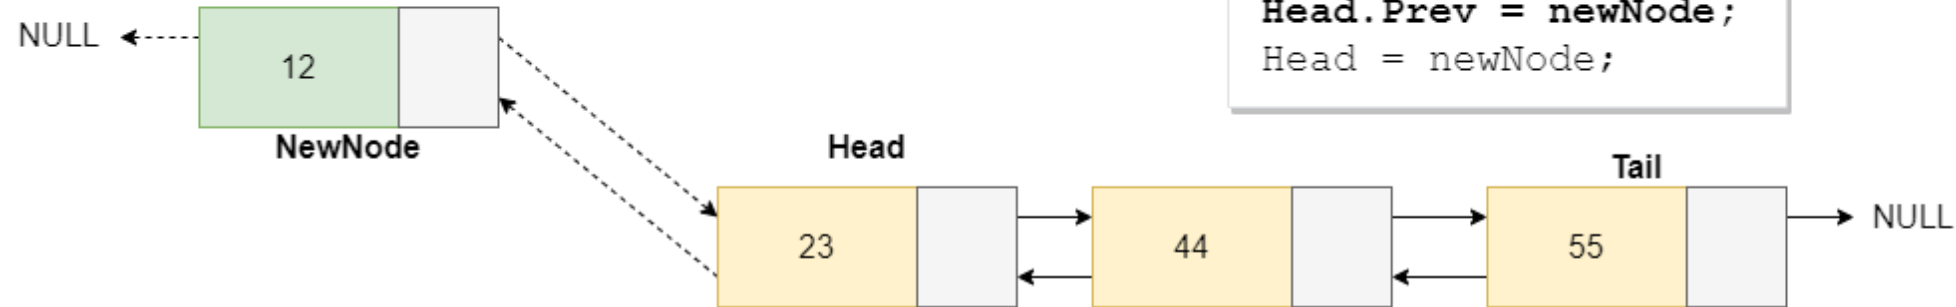 Head.Prev = newNode;
Head = newNode;
NULL
12
NewNode
Head
Tail
23
44
55
NULL